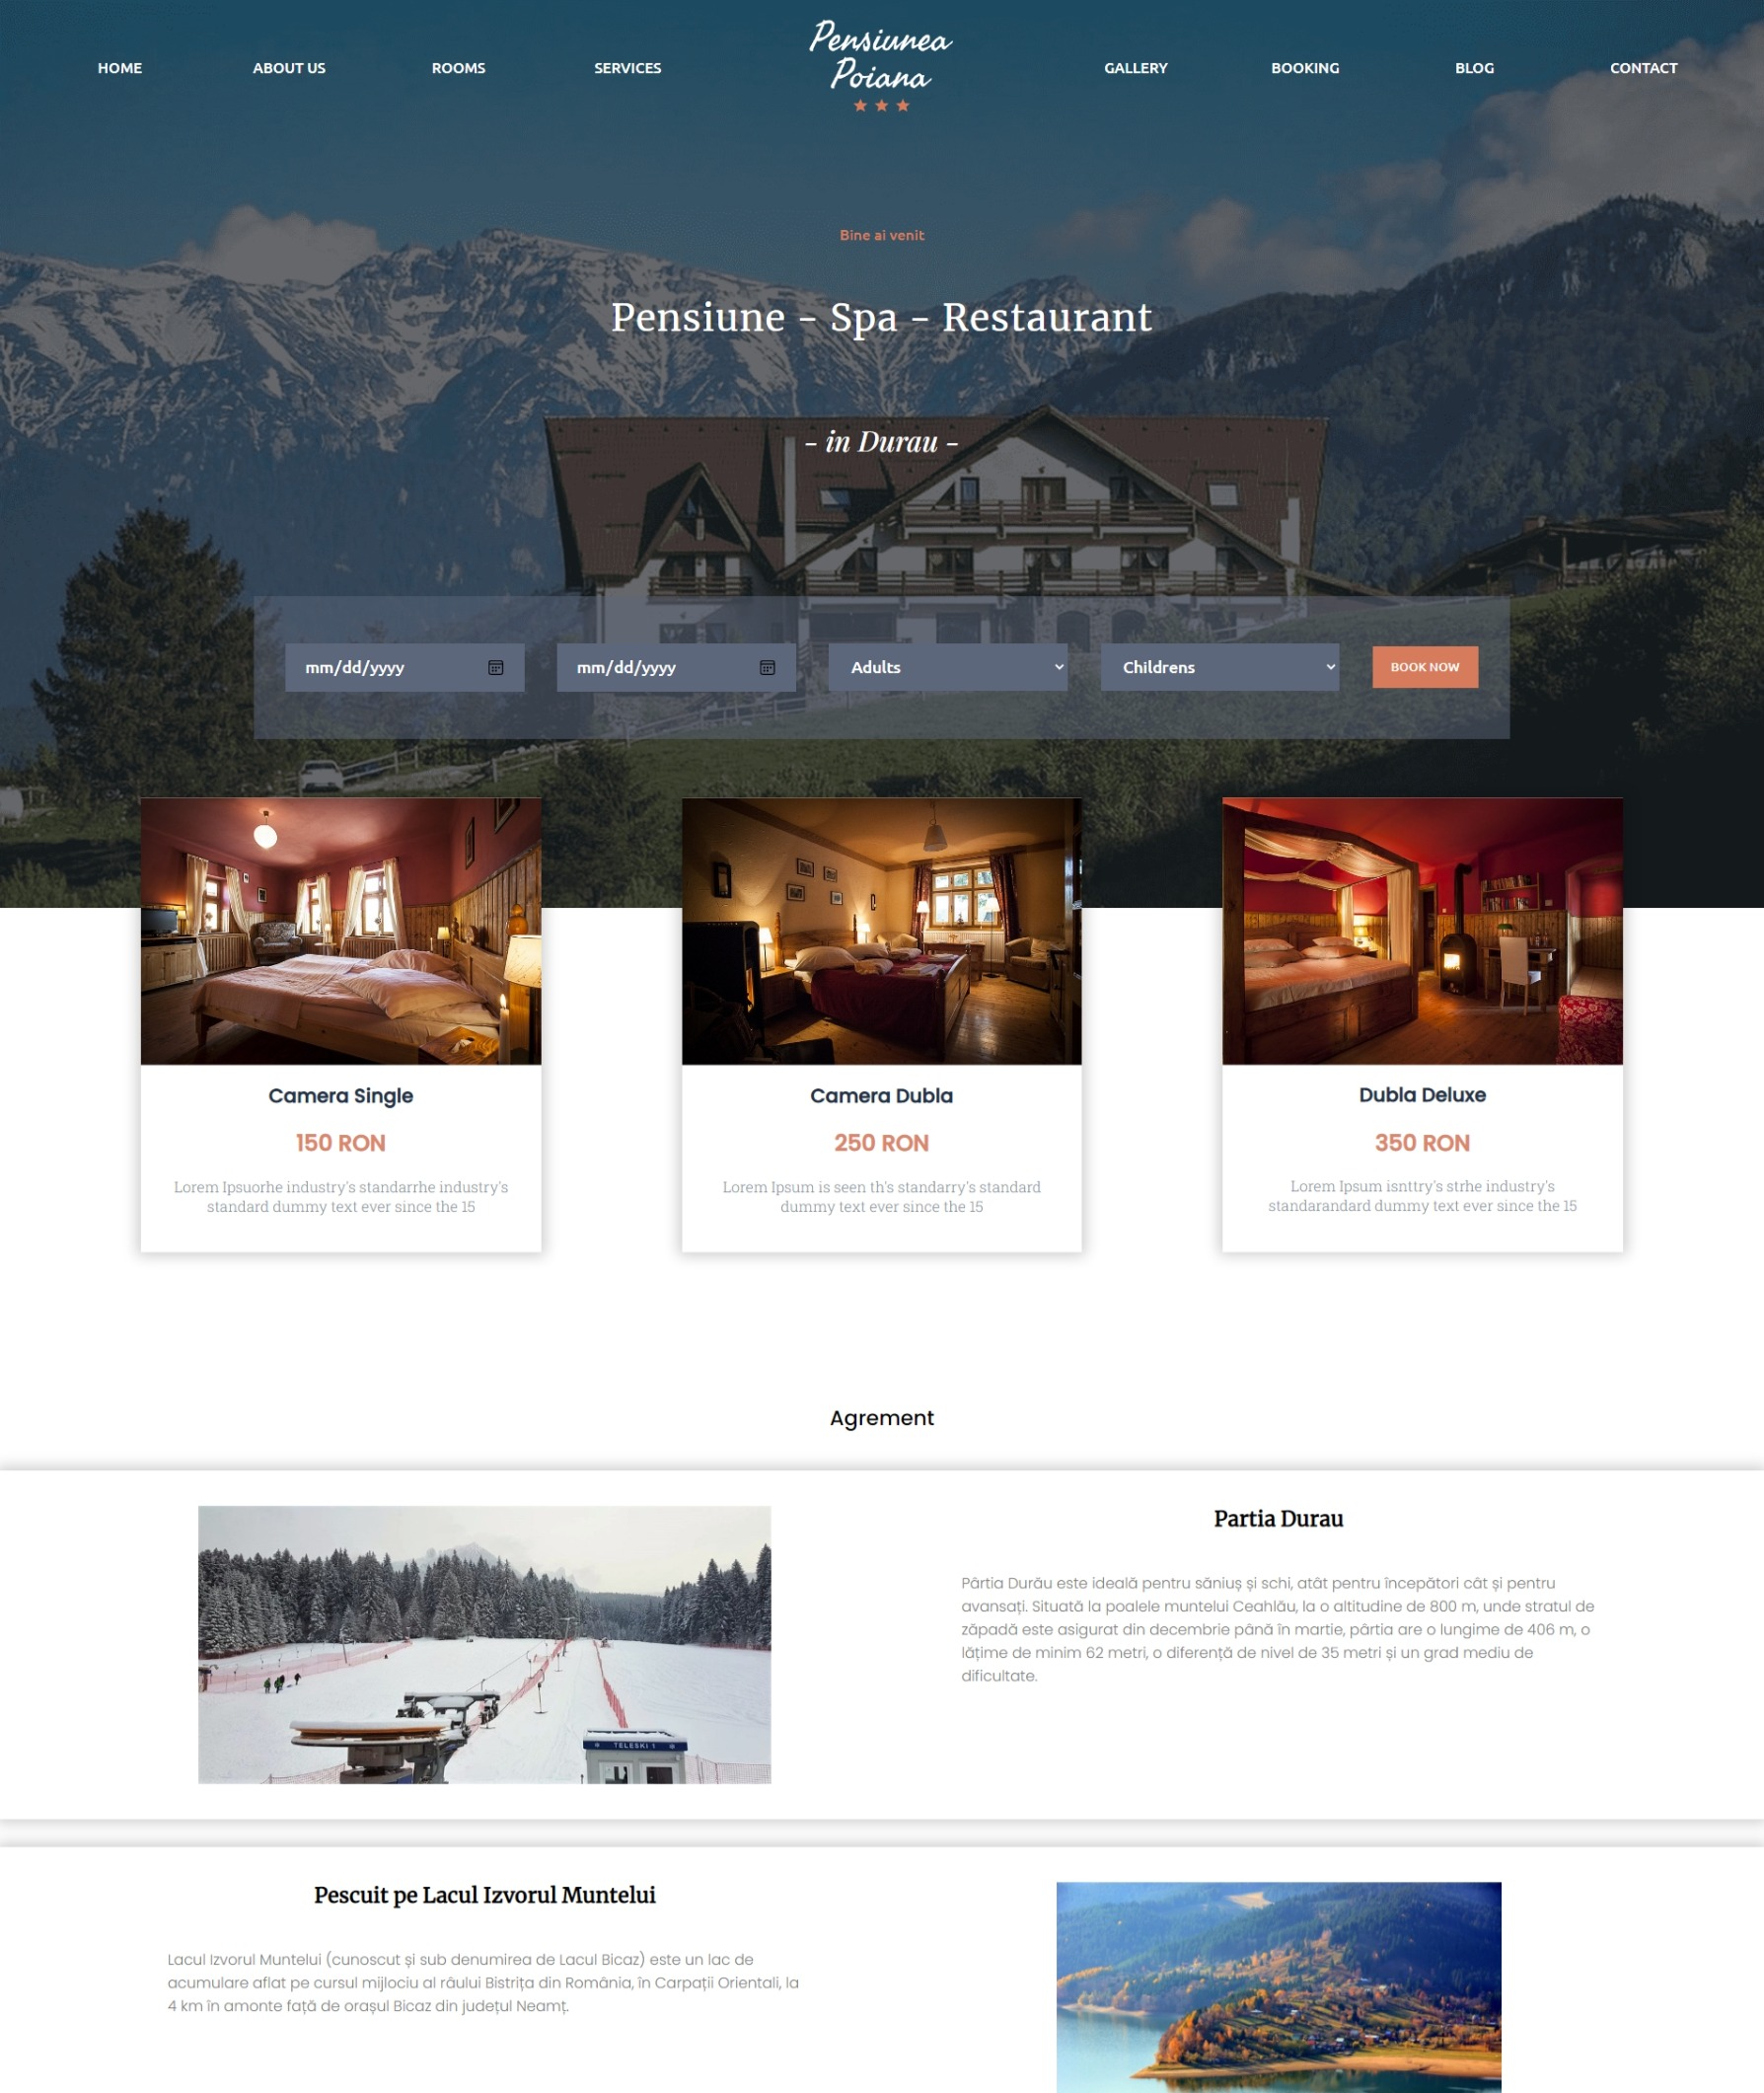 HOME
ABOUT US
ROOMS
SERVICES
Pensiunea
Poiana
GALLERY
BOOKING
BLOG
CONTACT
Bine ai venit
Pensiune - Spa - Restaurant
- in Durau -
mm/dd/yyyy
mm/dd/yyyy
Adults
Childrens
BOOK NOW
Camera Single
150 RON
Lorem Ipsuorhe industry's standarrhe industry's
standard dummy text ever since the 15
Camera Dubla
250 RON
Lorem Ipsum is seen th's standarry's standard
dummy text ever since the 15
Dubla Deluxe
350 RON
Lorem Ipsum isnttry's strhe industry's
standarandard dummy text ever since the 15
Agrement
TELESKI 1
Partia Durau
Pârtia Durău este ideală pentru săniuș și schi, atât pentru începători cât și pentru
avansați. Situată la poalele muntelui Ceahlău, la o altitudine de 800 m, unde stratul de
zăpadă este asigurat din decembrie până în martie, pârtia are o lungime de 406 m, o
lățime de minim 62 metri, o diferență de nivel de 35 metri și un grad mediu de
dificultate.
Pescuit pe Lacul Izvorul Muntelui
Lacul Izvorul Muntelui (cunoscut și sub denumirea de Lacul Bicaz) este un lac de
acumulare aflat pe cursul mijlociu al râului Bistrița din România, în Carpații Orientali, la
4 km în amonte față de orașul Bicaz din județul Neamț.